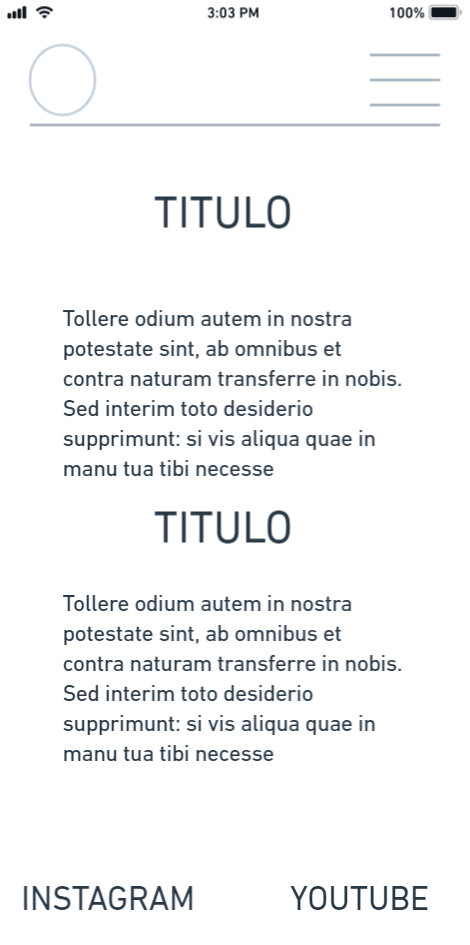 3:03 PM 100%
TITULO
Tollere odium autem in nostra
potestate sint, ab omnibus et
contra naturam transferre in nobis.
Sed interim toto desiderio
supprimunt: si vis aliqua quae in
manu tua tibi necesse
TITULO
Tollere odium autem in nostra
potestate sint, ab omnibus et
contra naturam transferre in nobis.
Sed interim toto desiderio
supprimunt: si vis aliqua quae in
manu tua tibi necesse
INSTAGRAM YOUTUBE